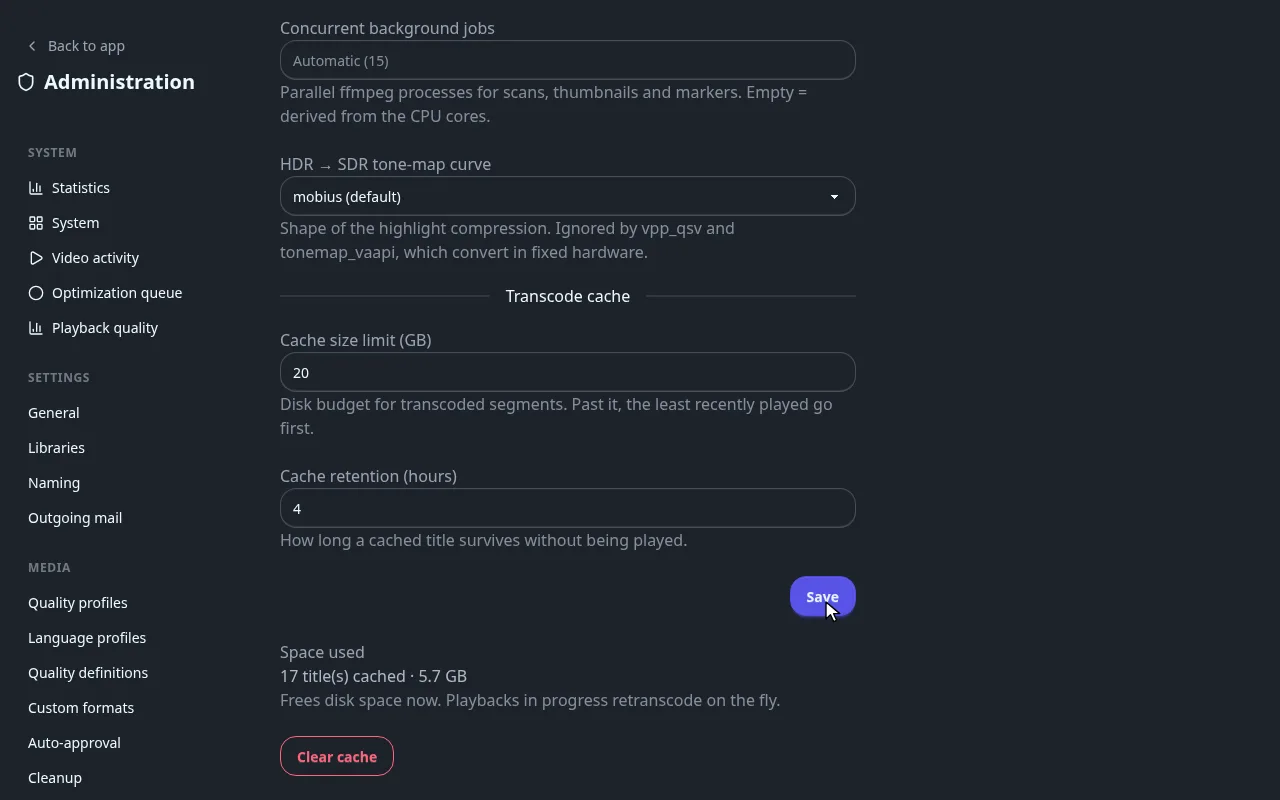 Back to app
Administration
SYSTEM
Statistics
System
Video activity
Optimization queue
Playback quality
SETTINGS
General
Libraries
Naming
Outgoing mail
MEDIA
Quality profiles
Language profiles
Quality definitions
Custom formats
Auto-approval
Cleanup
Concurrent background jobs
Automatic (15)
Parallel ffmpeg processes for scans, thumbnails and markers. Empty =
derived from the CPU cores.
HDR → SDR tone-map curve
mobius (default)
Shape of the highlight compression. Ignored by vpp_qsv and
tonemap_vaapi, which convert in fixed hardware.
Transcode cache
Cache size limit (GB)
20
Disk budget for transcoded segments. Past it, the least recently played go
first.
Cache retention (hours)
4
How long a cached title survives without being played.
Save
Space used
17 title(s) cached · 5.7 GB
Frees disk space now. Playbacks in progress retranscode on the fly.
Clear cache